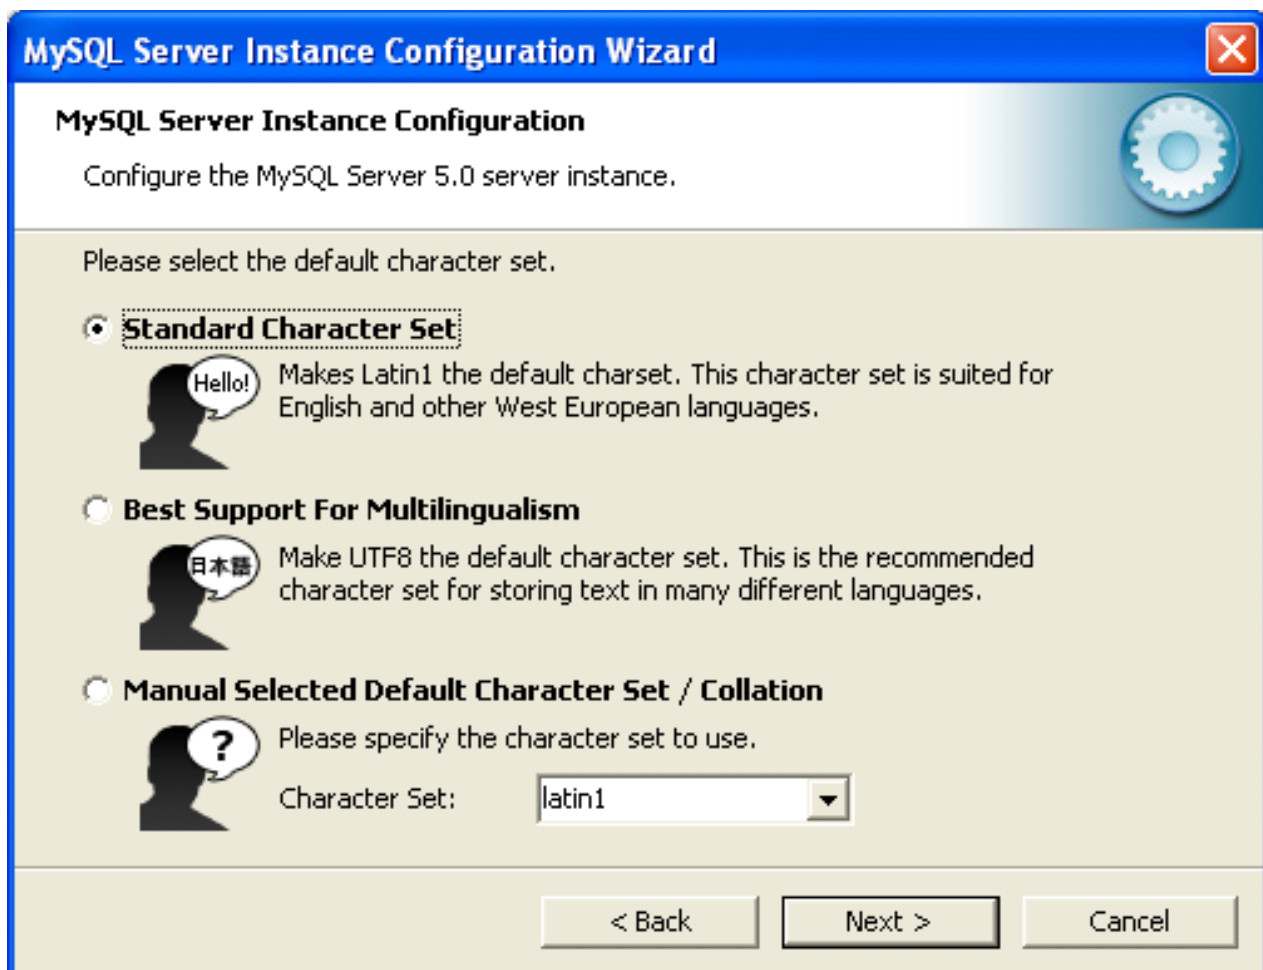 MySQL Server Instance Configuration Wizard
MySQL Server Instance Configuration
Configure the MySQL Server 5.0 server instance.
Please select the default character set.
Standard Character Set
Hello!
Makes Latin1 the default charset. This character set is suited for
English and other West European languages.
Best Support For Multilingualism
日本語
Make UTF8 the default character set. This is the recommended
character set for storing text in many different languages.
Manual Selected Default Character Set / Collation
?
Please specify the character set to use.
Character Set: latin1
< Back Next > Cancel